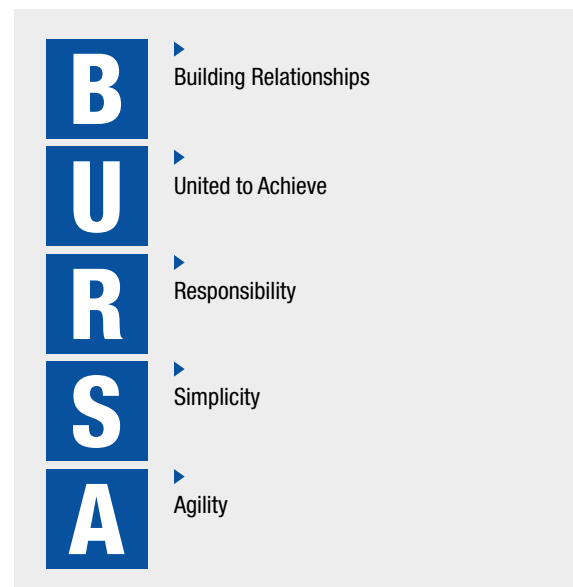 B
Building Relationships
U
United to Achieve
R
Responsibility
S
Simplicity
A
Agility